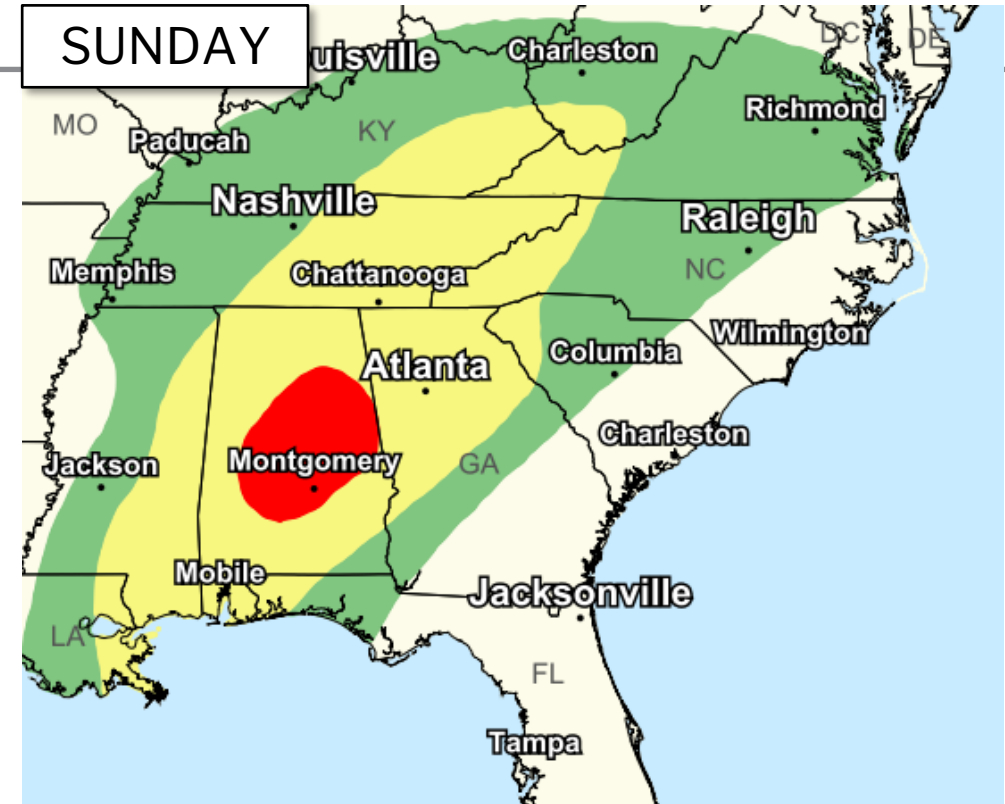 SUNDAY
uisville
Charleston
DC
DE
MO
Paducah
KY
Richmond
Nashville
Raleigh
Memphis
Chattanooga
NC
Wilmington
Atlanta
Columbia
Charleston
Jackson
Montgomery
GA
Mobile
Jacksonville
LA
FL
Tampa